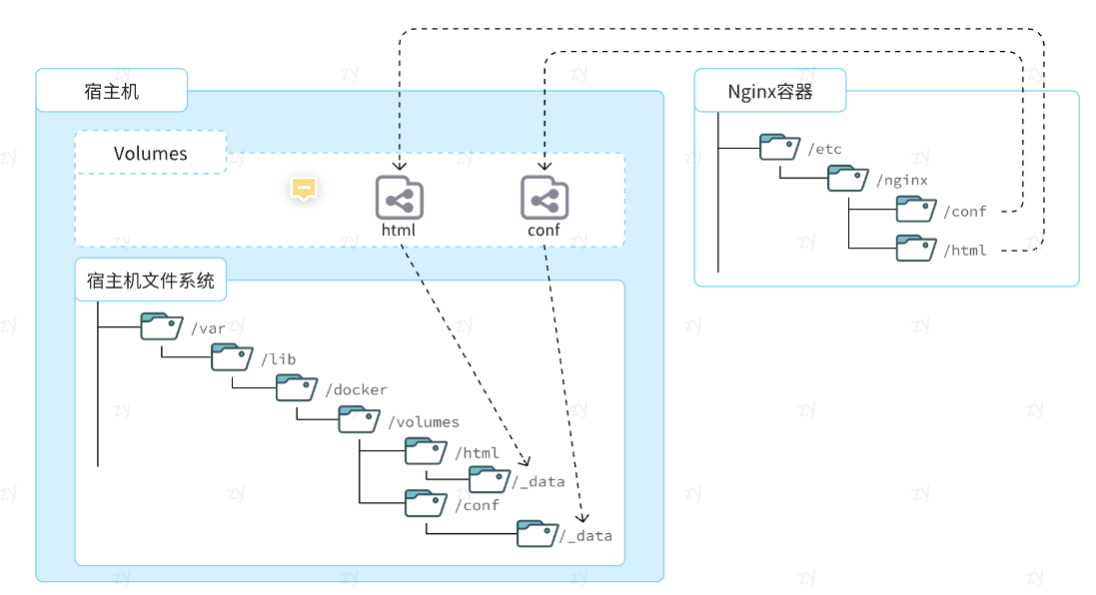 宿主机
Volumes
html
conf
宿主机文件系统
/var
/lib
/docker
/volumes
/html
/_data
/conf
/_data
Nginx容器
/etc
/nginx
/conf
/html